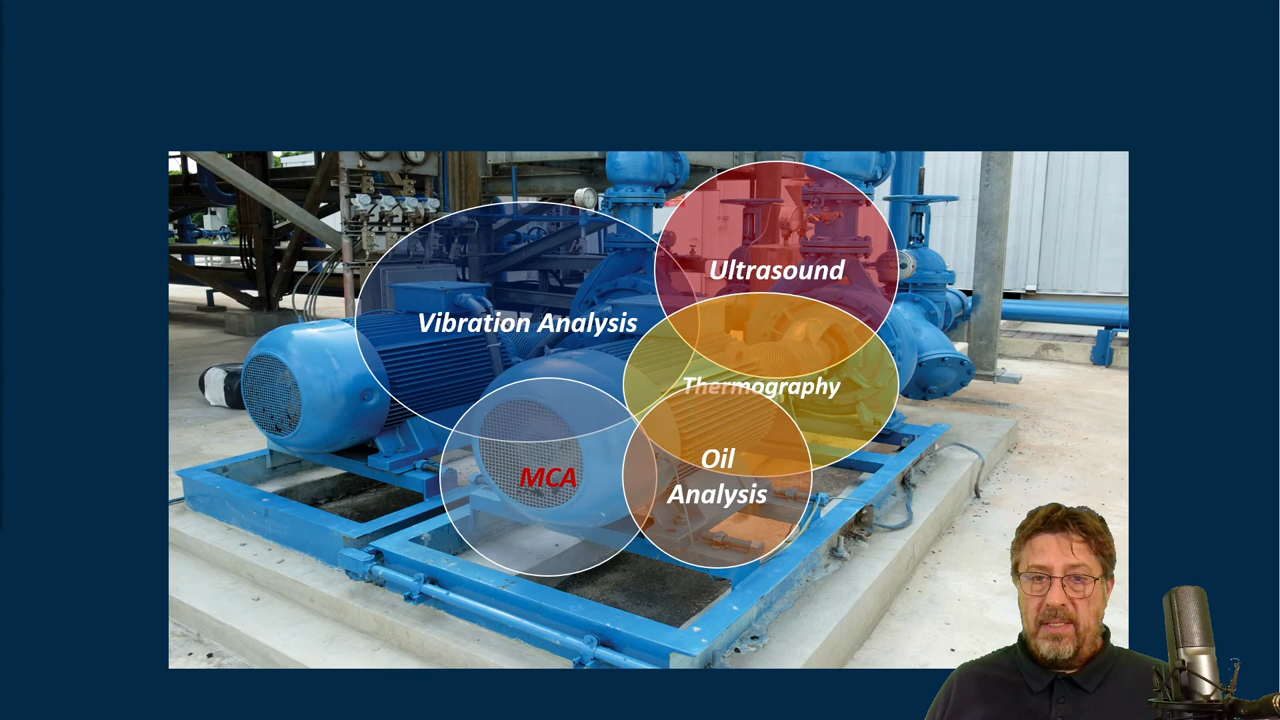 Ultrasound
Vibration Analysis
Thermography
Oil
Analysis
MCA